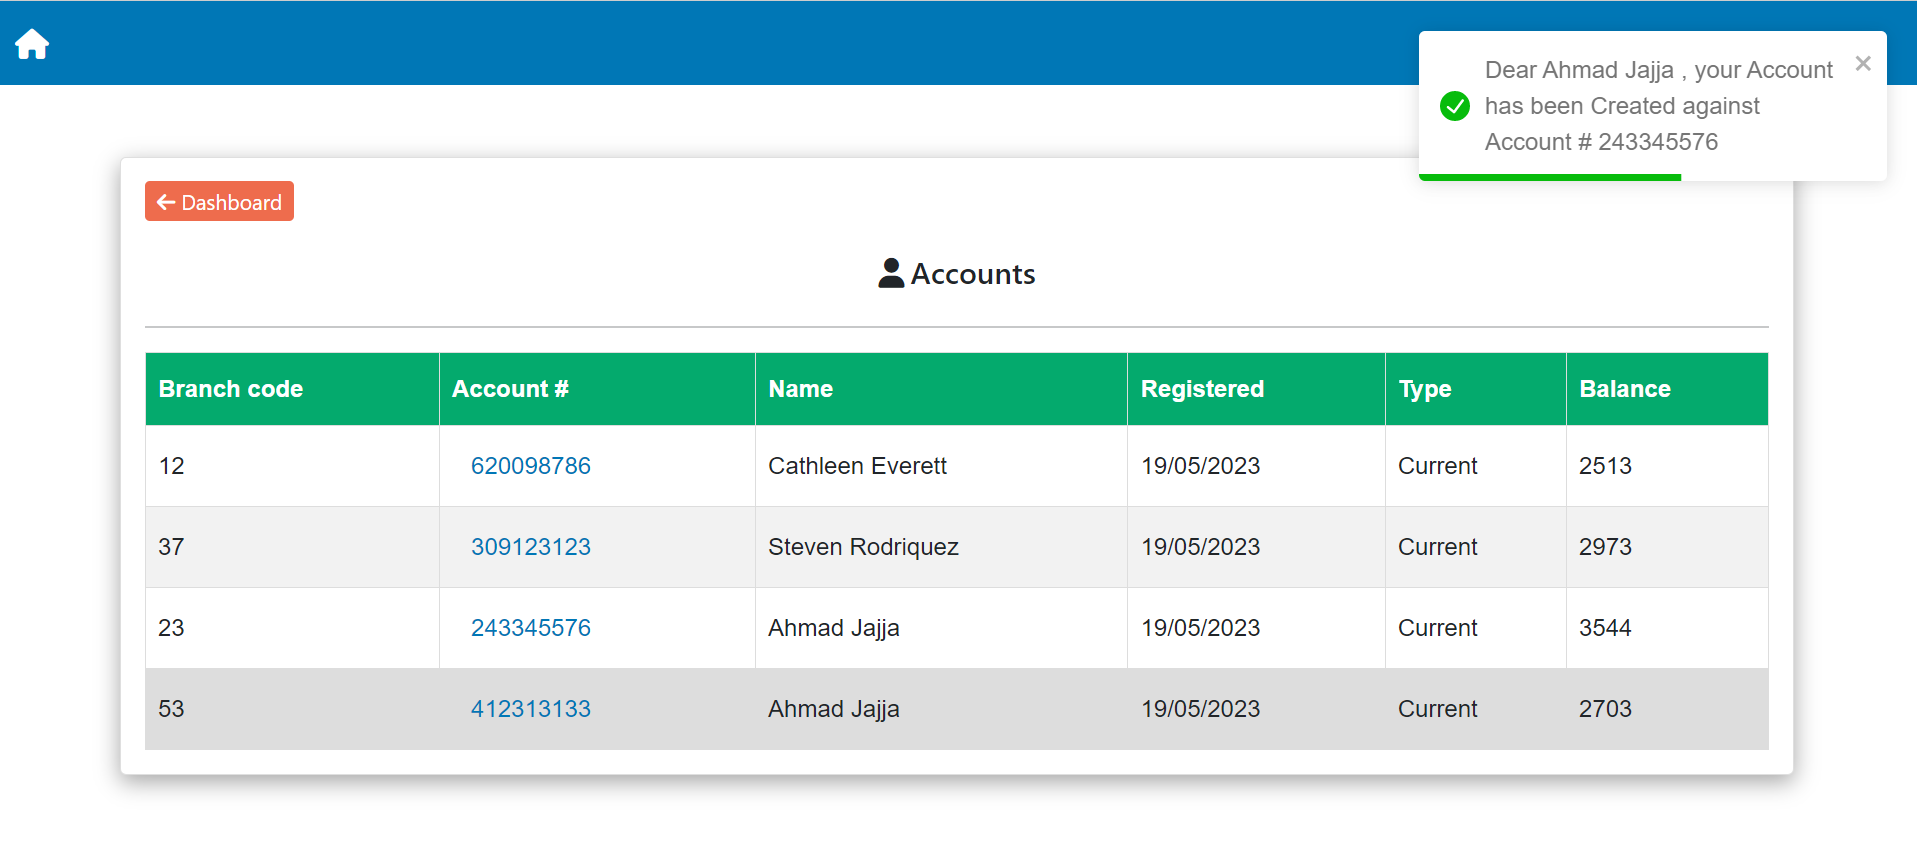 Dear Ahmad Jajja , your Account
has been Created against
Account # 243345576
Dashboard
Accounts
Branch code Account # Name Registered Type Balance
12 620098786 Cathleen Everett 19/05/2023 Current 2513
37 309123123 Steven Rodriquez 19/05/2023 Current 2973
23 243345576 Ahmad Jajja 19/05/2023 Current 3544
53 412313133 Ahmad Jajja 19/05/2023 Current 2703